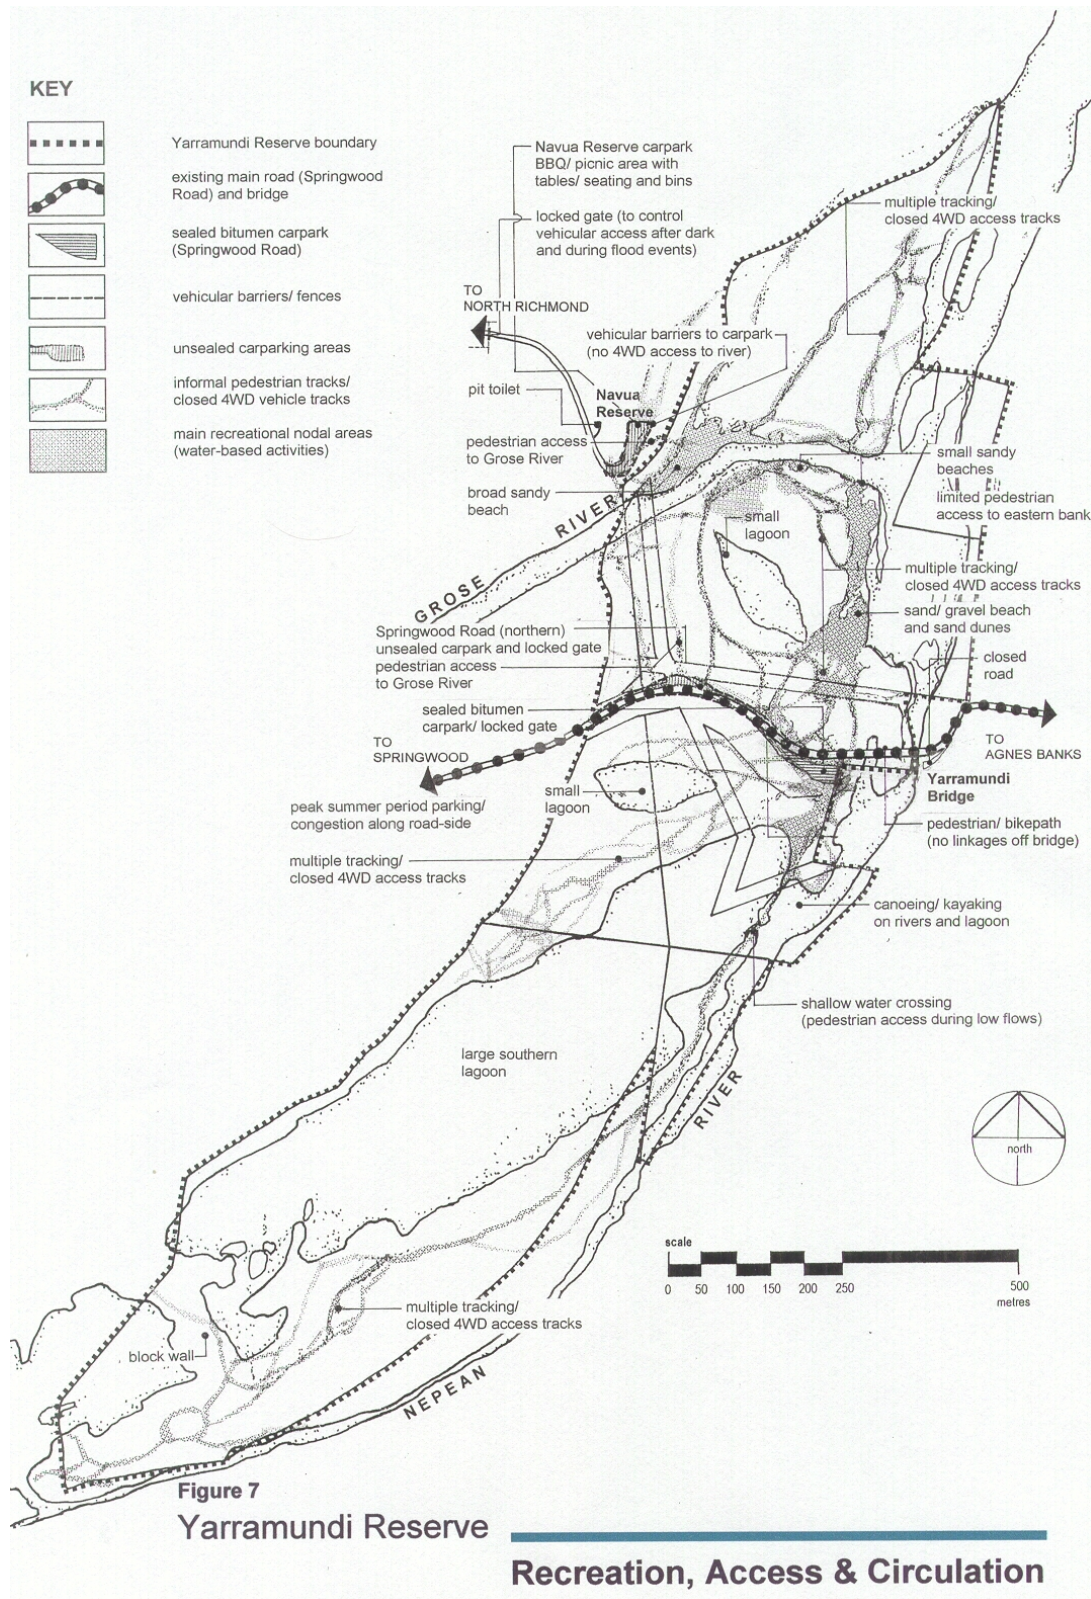 KEY
Yarramundi Reserve boundary
existing main road (Springwood
Road) and bridge
sealed bitumen carpark
(Springwood Road)
vehicular barriers/ fences
unsealed carparking areas
informal pedestrian tracks/
closed 4WD vehicle tracks
main recreational nodal areas
(water-based activities)
Navua Reserve carpark
BBQ/ picnic area with
tables/ seating and bins
locked gate (to control
vehicular access after dark
and during flood events)
multiple tracking/
closed 4WD access tracks
TO
NORTH RICHMOND
vehicular barriers to carpark
(no 4WD access to river)
pit toilet
Navua
Reserve
pedestrian access
to Grose River
small sandy
beaches
broad sandy
beach
limited pedestrian
access to eastern bank
GROSE RIVER
small
lagoon
multiple tracking/
closed 4WD access tracks
sand/ gravel beach
and sand dunes
Springwood Road (northern)
unsealed carpark and locked gate
pedestrian access
to Grose River
closed
road
sealed bitumen
carpark/ locked gate
TO
SPRINGWOOD
TO
AGNES BANKS
Yarramundi
Bridge
small
lagoon
peak summer period parking/
congestion along road-side
pedestrian/ bikepath
(no linkages off bridge)
multiple tracking/
closed 4WD access tracks
canoeing/ kayaking
on rivers and lagoon
shallow water crossing
(pedestrian access during low flows)
large southern
lagoon
RIVER
north
scale
0 50 100 150 200 250 500
metres
multiple tracking/
closed 4WD access tracks
block wall
NEPEAN
Figure 7
Yarramundi Reserve
Recreation, Access & Circulation